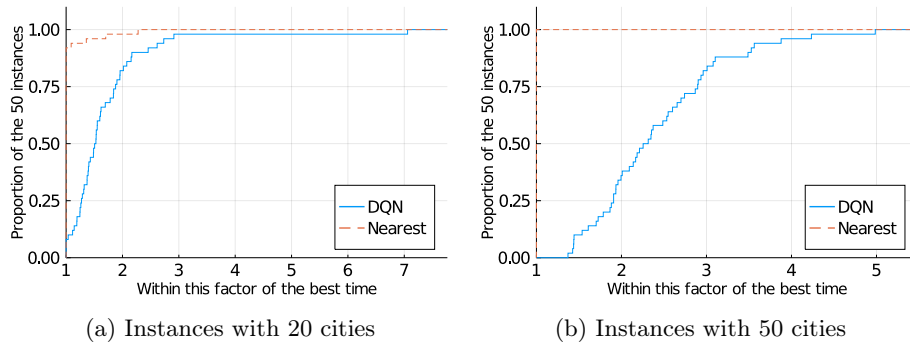 Proportion of the 50 instances
1.00
0.75
0.50
0.25
0.00
1 2 3 4 5 6 7
Within this factor of the best time
DQN
Nearest
(a) Instances with 20 cities
Proportion of the 50 instances
1.00
0.75
0.50
0.25
0.00
1 2 3 4 5
Within this factor of the best time
DQN
Nearest
(b) Instances with 50 cities